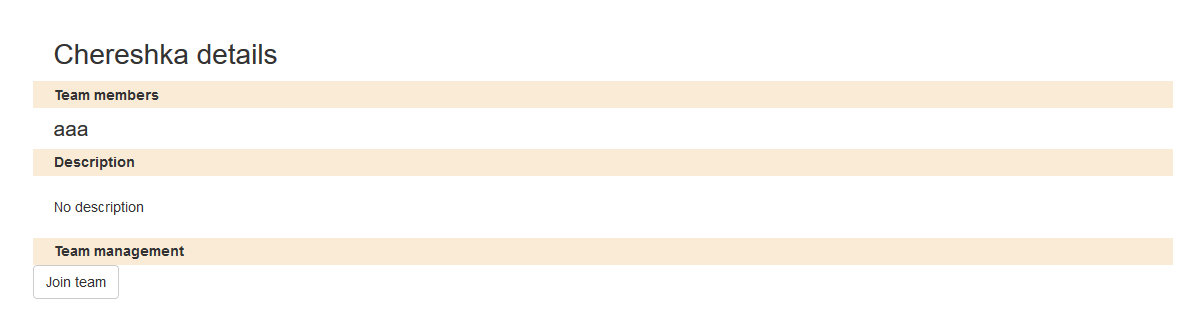 Chereshka details
Team members
aaa
Description
No description
Team management
Join team